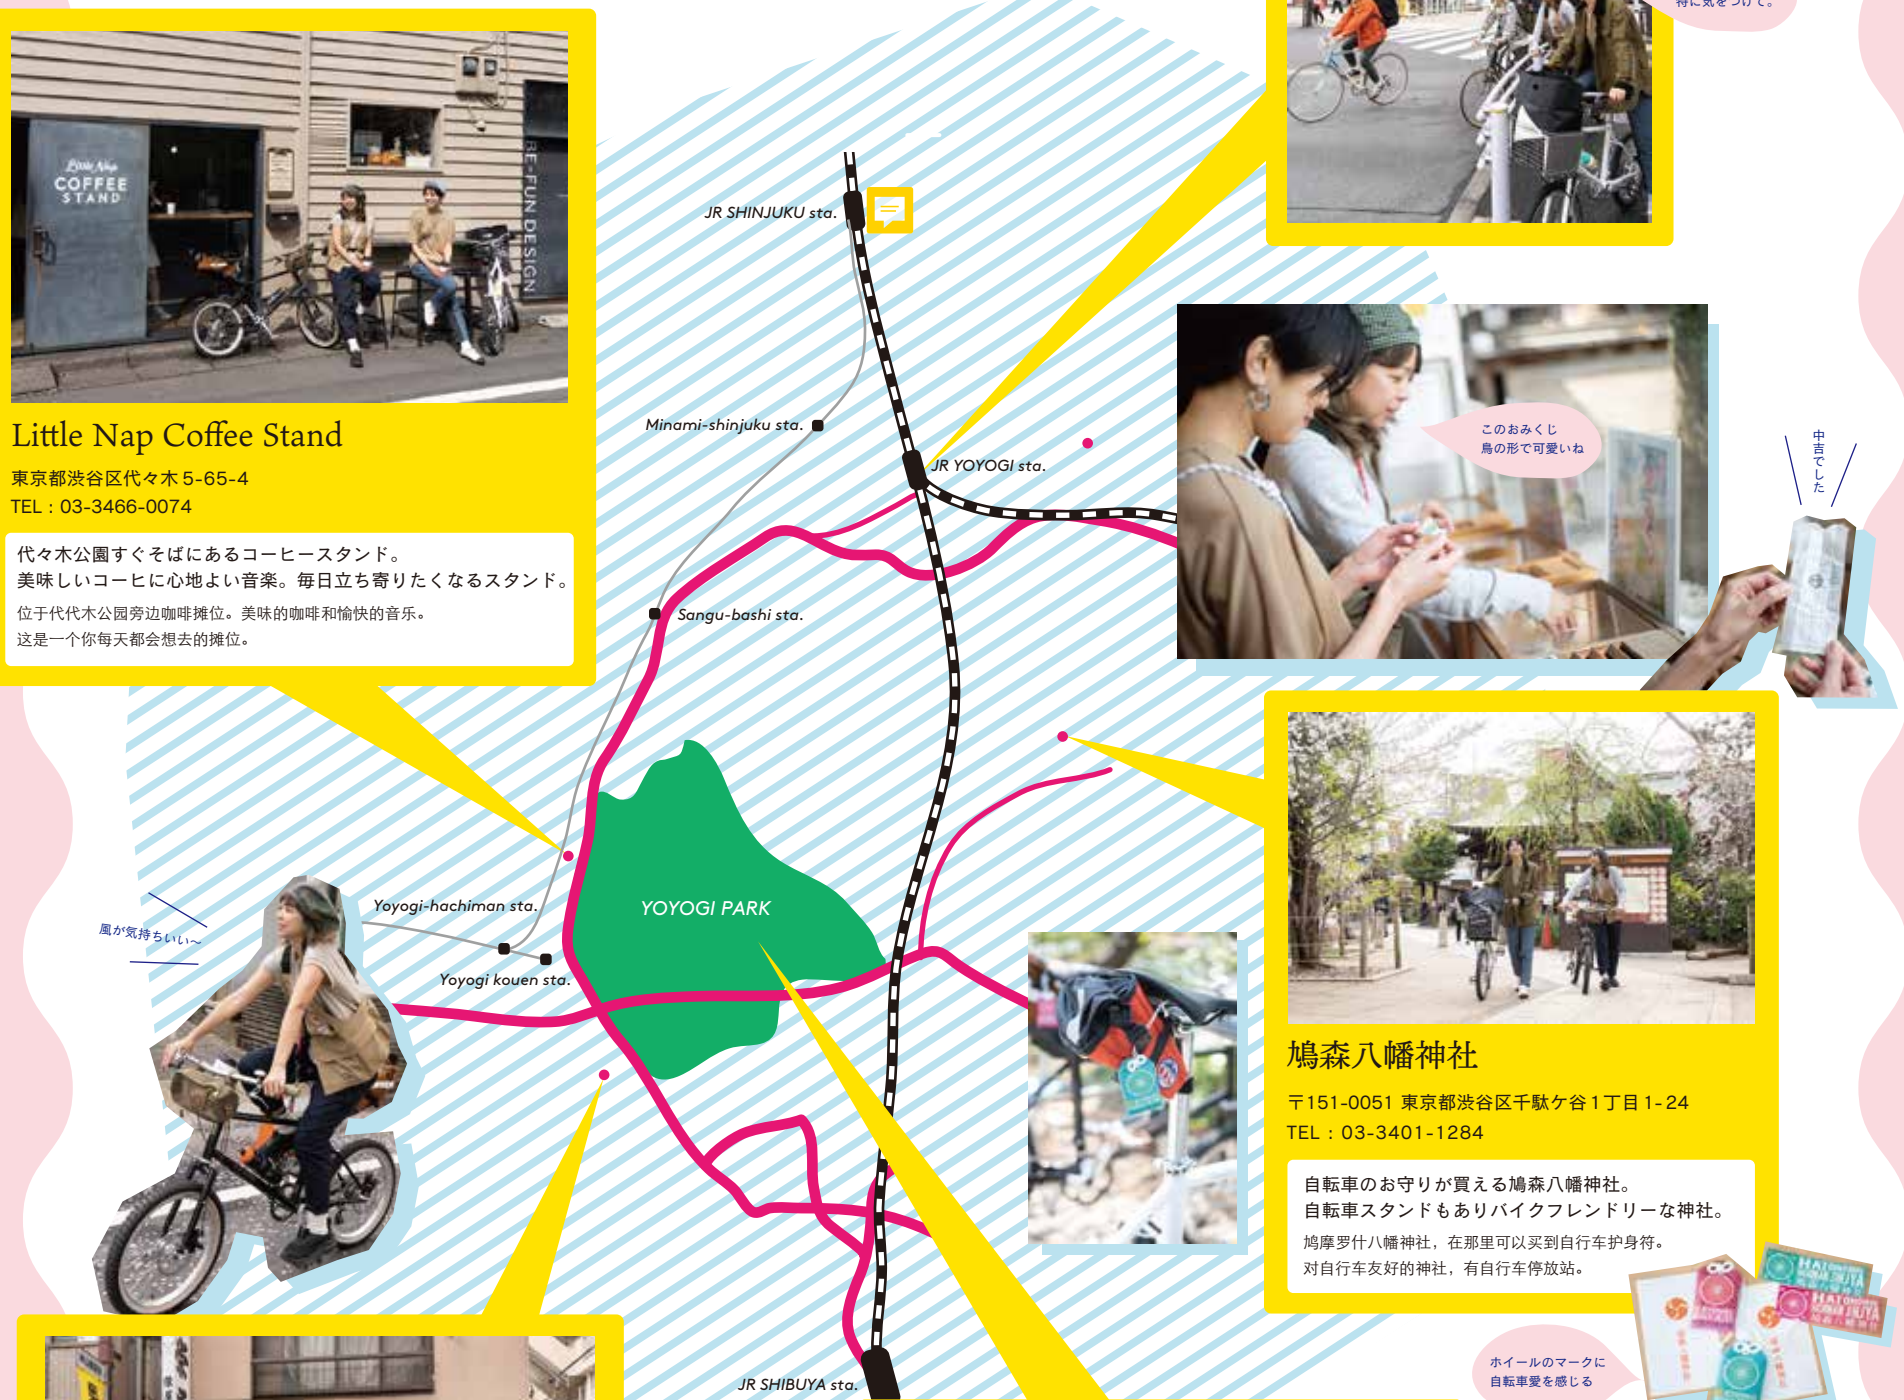 特に気をつけて。
Little Nap
COFFEE
STAND
BE-FUN DESIGN
Little Nap Coffee Stand
東京都渋谷区代々木 5-65-4
TEL : 03-3466-0074
代々木公園すぐそばにあるコーヒースタンド。
美味しいコーヒに心地よい音楽。毎日立ち寄りたくなるスタンド。
位于代代木公园旁边咖啡摊位。美味的咖啡和愉快的音乐。
这是一个你每天都会想去的摊位。
JR SHINJUKU sta.
Minami-shinjuku sta.
JR YOYOGI sta.
Sangu-bashi sta.
このおみくじ
鳥の形で可愛いね
中吉でした
YOYOGI PARK
Yoyogi-hachiman sta.
Yoyogi kouen sta.
風が気持ちいい〜
鳩森八幡神社
〒151-0051 東京都渋谷区千駄ケ谷1丁目1-24
TEL : 03-3401-1284
自転車のお守りが買える鳩森八幡神社。
自転車スタンドもありバイクフレンドリーな神社。
鸠摩罗什八幡神社，在那里可以买到自行车护身符。
对自行车友好的神社，有自行车停放站。
ホイールのマークに
自転車愛を感じる
JR SHIBUYA sta.